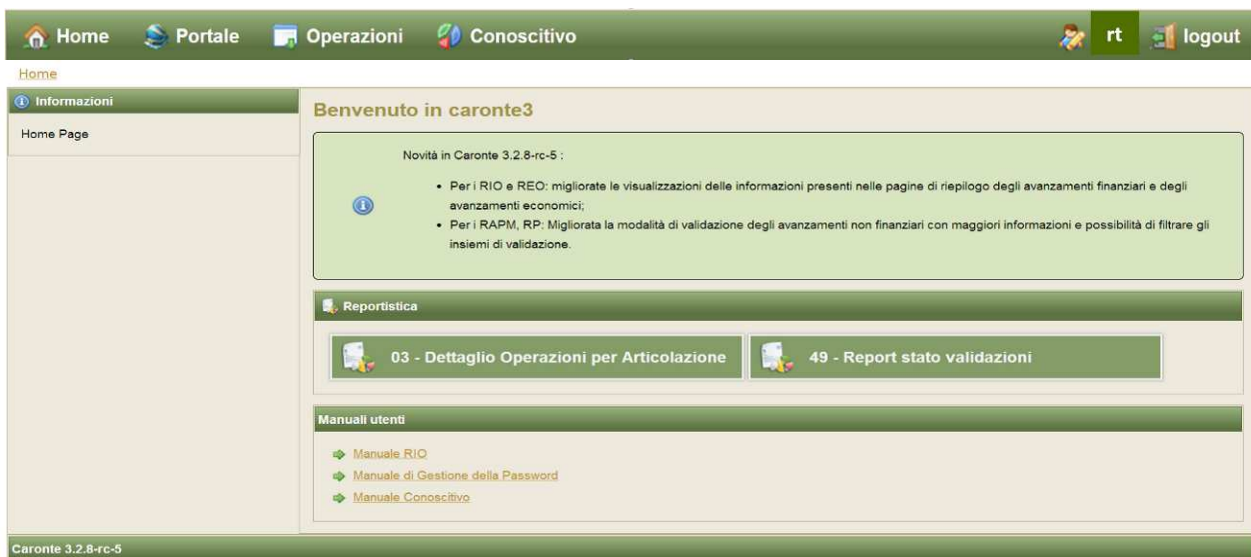 Home Portale Operazioni Conoscitivo rt logout
Home
Informazioni
Home Page
Benvenuto in caronte3
Novità in Caronte 3.2.8-rc-5 :
• Per i RIO e REO: migliorate le visualizzazioni delle informazioni presenti nelle pagine di riepilogo degli avanzamenti finanziari e degli
avanzamenti economici;
• Per i RAPM, RP: Migliorata la modalità di validazione degli avanzamenti non finanziari con maggiori informazioni e possibilità di filtrare gli
insiemi di validazione.
Reportistica
03 - Dettaglio Operazioni per Articolazione 49 - Report stato validazioni
Manuali utenti
Manuale RIO
Manuale di Gestione della Password
Manuale Conoscitivo
Caronte 3.2.8-rc-5